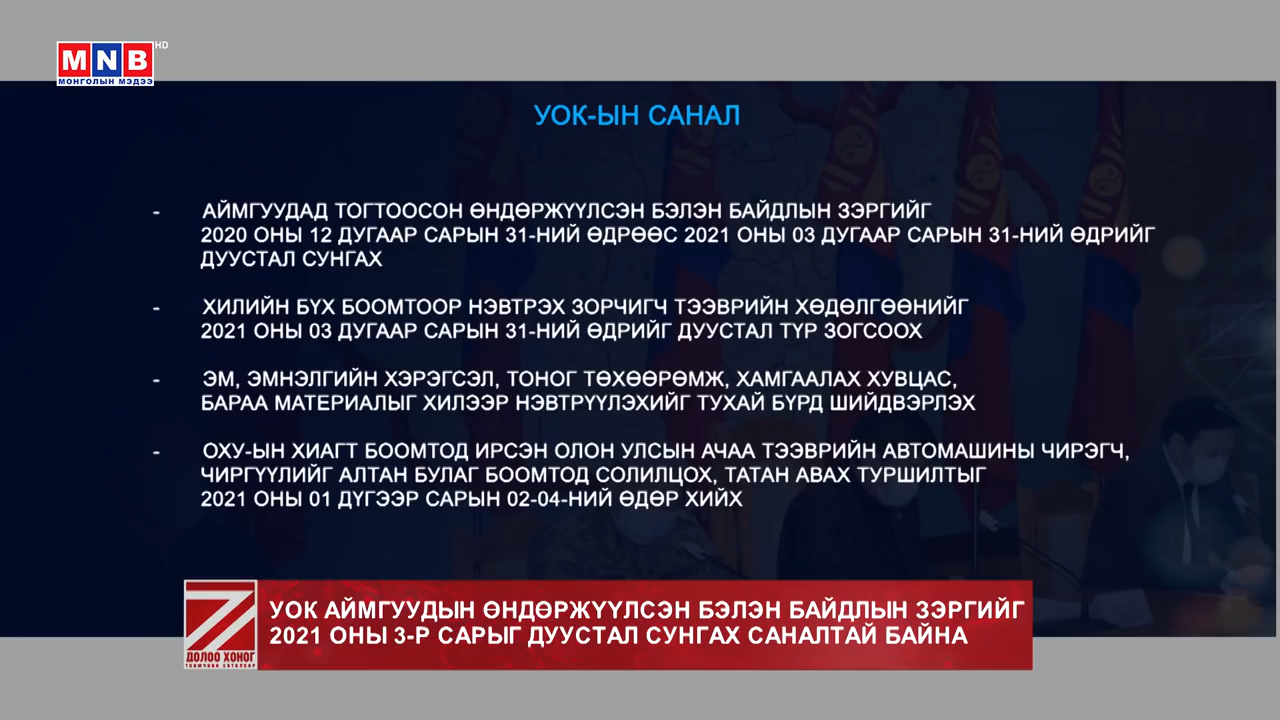 MNB HD
МОНГОЛЫН МЭДЭЭ
УОК-ЫН САНАЛ
- АЙМГУУДАД ТОГТООСОН ӨНДӨРЖҮҮЛСЭН БЭЛЭН БАЙДЛЫН ЗЭРГИЙГ
2020 ОНЫ 12 ДУГААР САРЫН 31-НИЙ ӨДРӨӨС 2021 ОНЫ 03 ДУГААР САРЫН 31-НИЙ ӨДРИЙГ
ДУУСТАЛ СУНГАХ
- ХИЛИЙН БҮХ БООМТООР НЭВТРЭХ ЗОРЧИГЧ ТЭЭВРИЙН ХӨДӨЛГӨӨНИЙГ
2021 ОНЫ 03 ДУГААР САРЫН 31-НИЙ ӨДРИЙГ ДУУСТАЛ ТҮР ЗОГСООХ
- ЭМ, ЭМНЭЛГИЙН ХЭРЭГСЭЛ, ТОНОГ ТӨХӨӨРӨМЖ, ХАМГААЛАХ ХУВЦАС,
БАРАА МАТЕРИАЛЫГ ХИЛЭЭР НЭВТРҮҮЛЭХИЙГ ТУХАЙ БҮРД ШИЙДВЭРЛЭХ
- ОХУ-ЫН ХИАГТ БООМТОД ИРСЭН ОЛОН УЛСЫН АЧАА ТЭЭВРИЙН АВТОМАШИНЫ ЧИРЭГЧ,
ЧИРГҮҮЛИЙГ АЛТАН БУЛАГ БООМТОД СОЛИЛЦОХ, ТАТАН АВАХ ТУРШИЛТЫГ
2021 ОНЫ 01 ДҮГЭЭР САРЫН 02-04-НИЙ ӨДӨР ХИЙХ
УОК АЙМГУУДЫН ӨНДӨРЖҮҮЛСЭН БЭЛЭН БАЙДЛЫН ЗЭРГИЙГ
2021 ОНЫ 3-Р САРЫГ ДУУСТАЛ СУНГАХ САНАЛТАЙ БАЙНА
7
ДОЛОО ХОНОГ